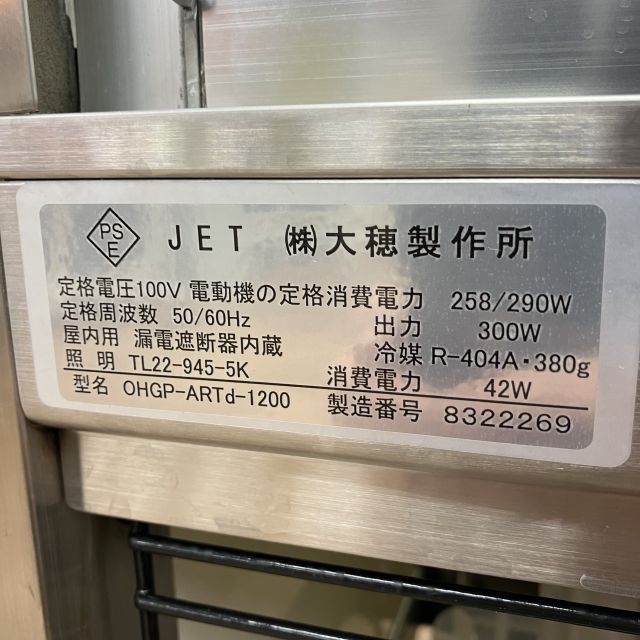 PS E JET ㈱大穂製作所
定格電圧100V 電動機の定格消費電力 258/290W
定格周波数 50/60Hz 出力 300W
屋内用 漏電遮断器内蔵 冷媒 R-404A・380g
照明 TL22-945-5K 消費電力 42W
型名 OHGP-ARTd-1200 製造番号 8322269